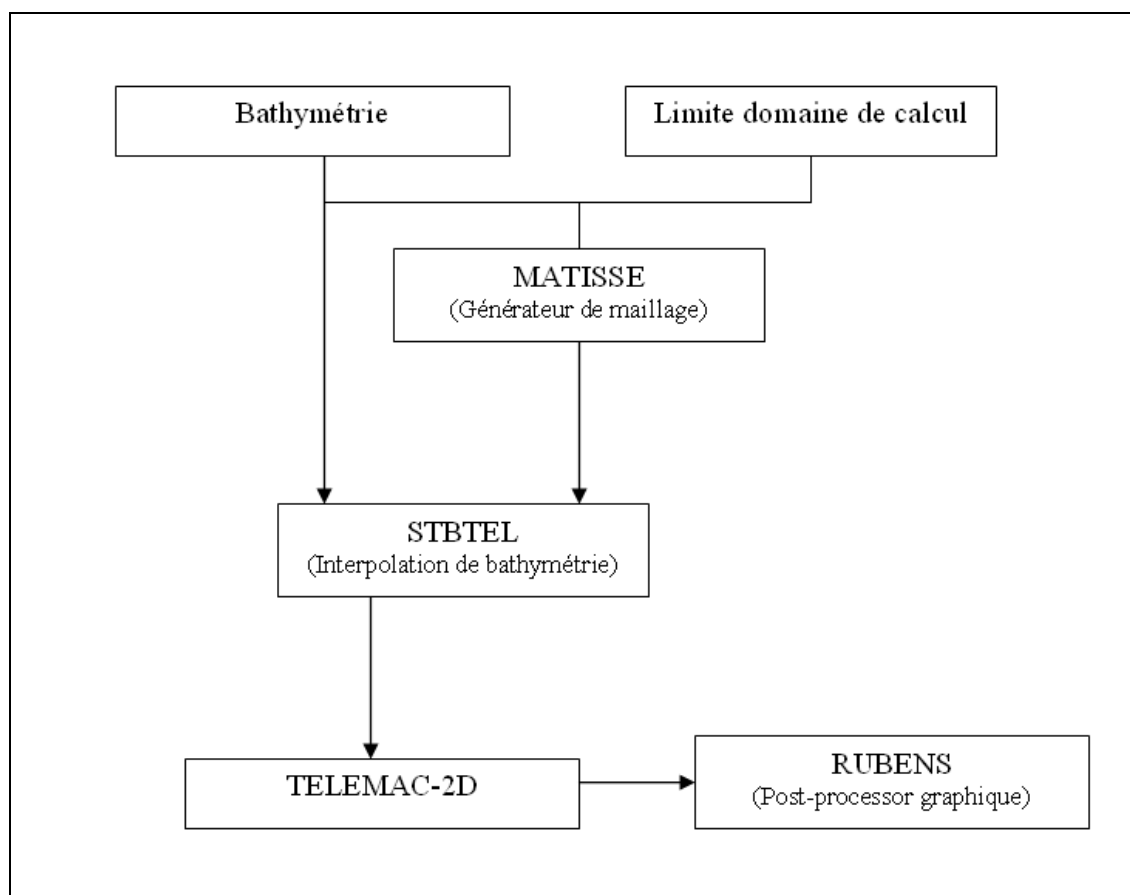 Bathymétrie
Limite domaine de calcul
MATISSE
(Générateur de maillage)
STBTEL
(Interpolation de bathymétrie)
TELEMAC-2D
RUBENS
(Post-processor graphique)